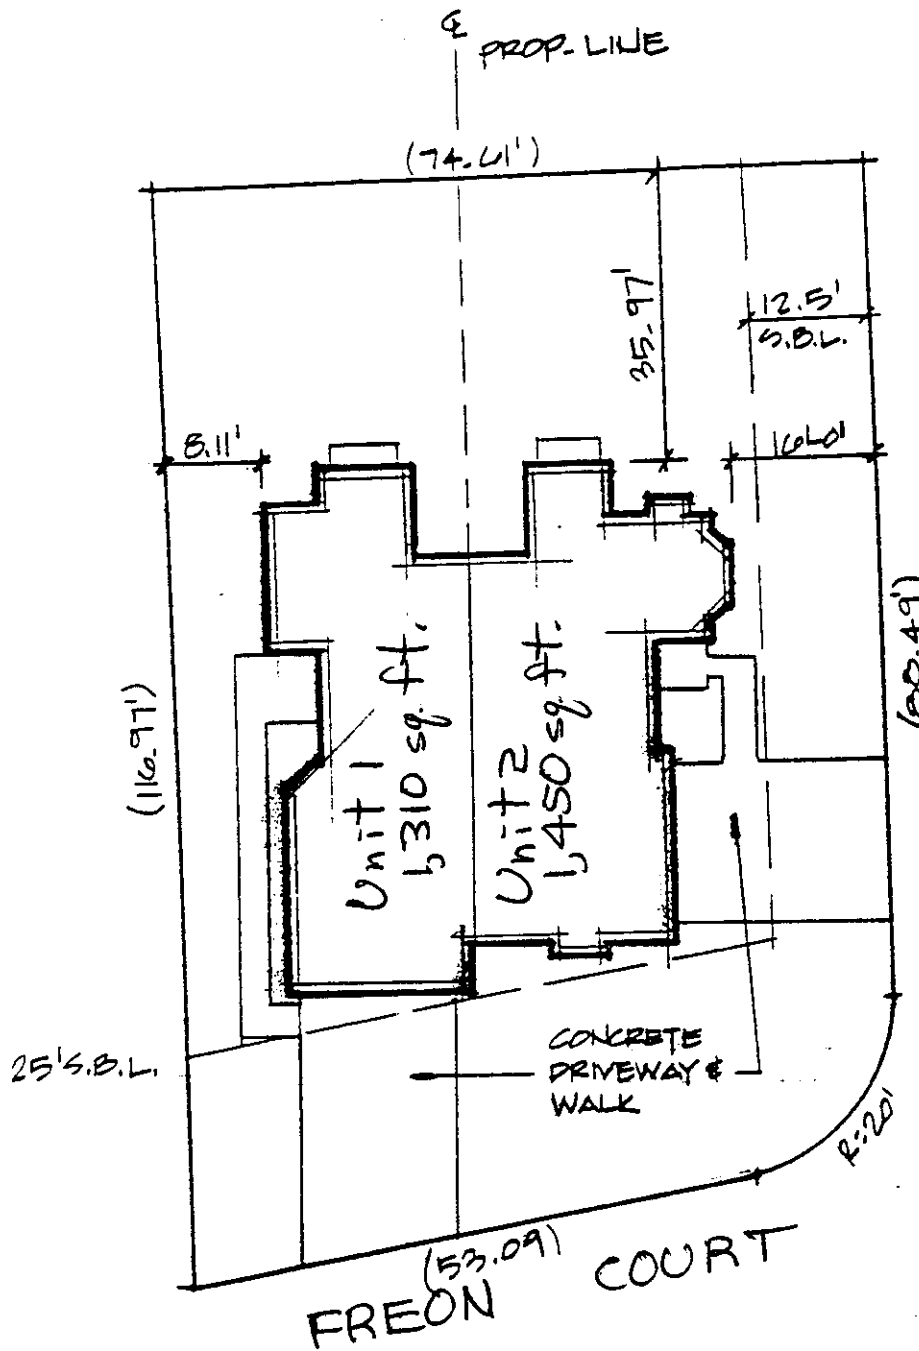 ℄
PROP. LINE
(74.61')
35.97'
12.5'
S.B.L.
8.11'
16.0'
(116.97')
Unit 1
1,310 sq. ft.
Unit 2
1,450 sq. ft.
25' S.B.L.
CONCRETE
DRIVEWAY &
WALK
R=20'
(53.09)
FREON COURT